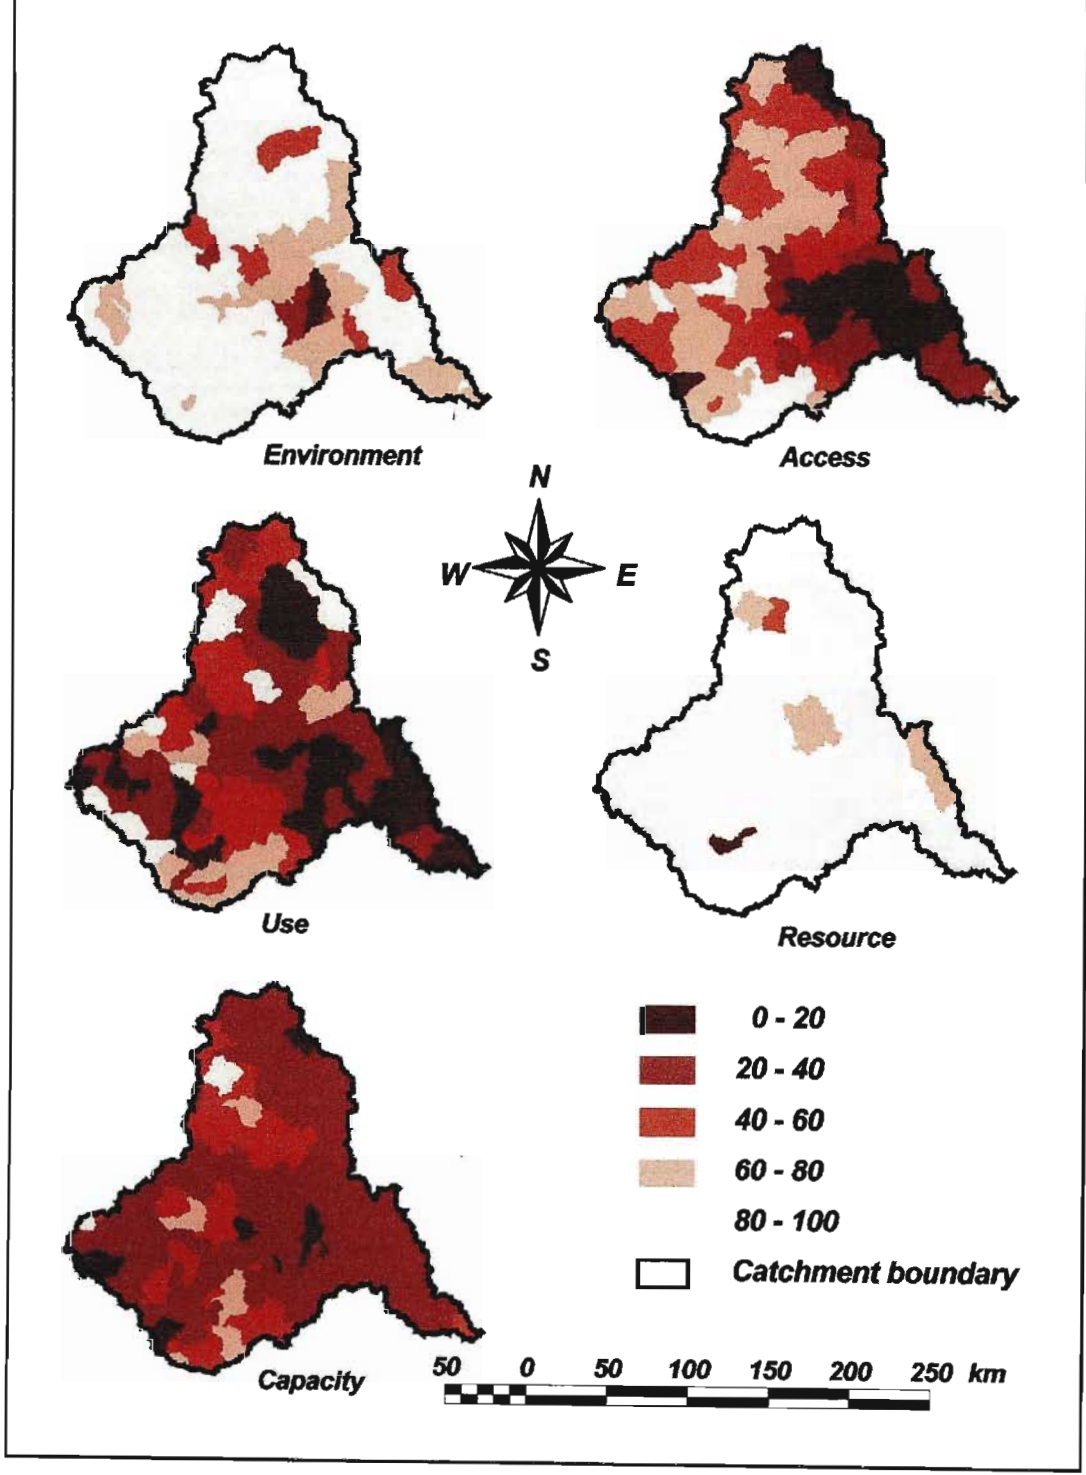 Environment
Access
N
W
E
S
Use
Resource
0 - 20
20 - 40
40 - 60
60 - 80
80 - 100
Catchment boundary
Capacity
50 0 50 100 150 200 250 km